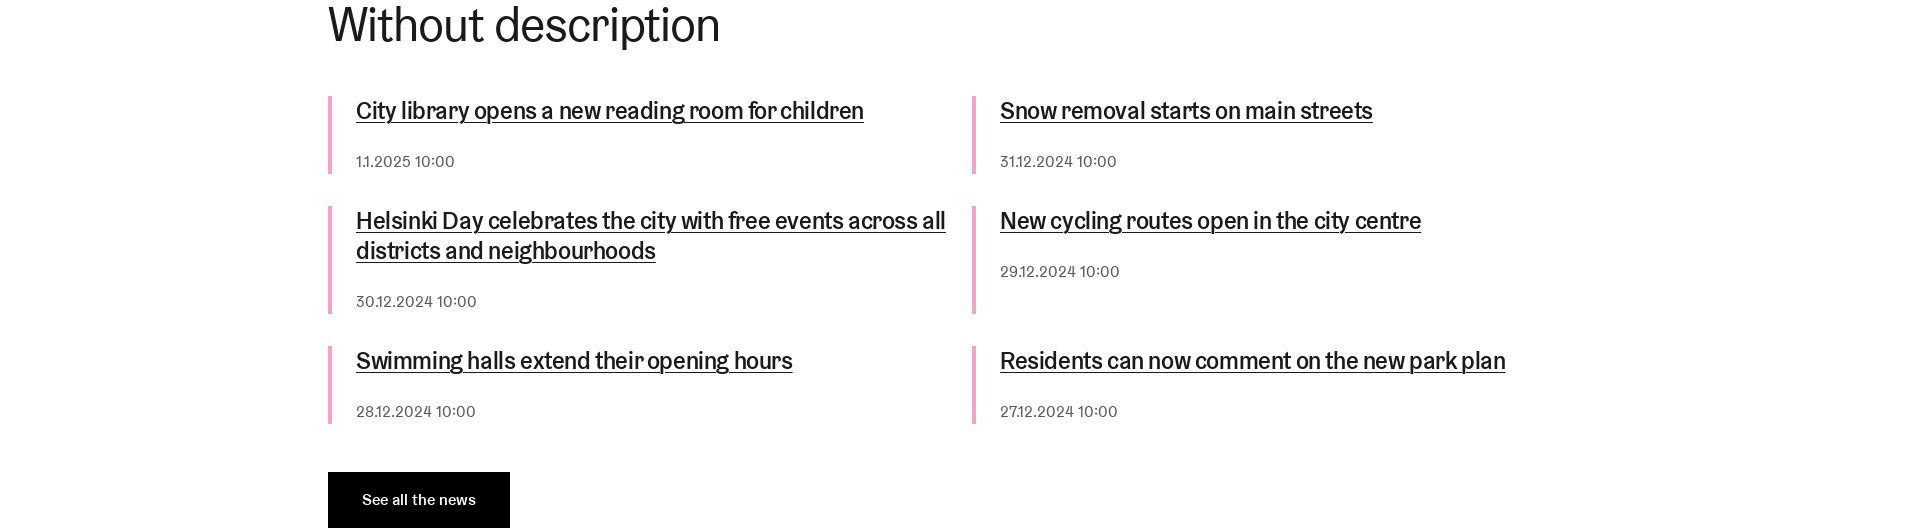 Without description
City library opens a new reading room for children
1.1.2025 10:00
Snow removal starts on main streets
31.12.2024 10:00
Helsinki Day celebrates the city with free events across all
districts and neighbourhoods
30.12.2024 10:00
New cycling routes open in the city centre
29.12.2024 10:00
Swimming halls extend their opening hours
28.12.2024 10:00
Residents can now comment on the new park plan
27.12.2024 10:00
See all the news